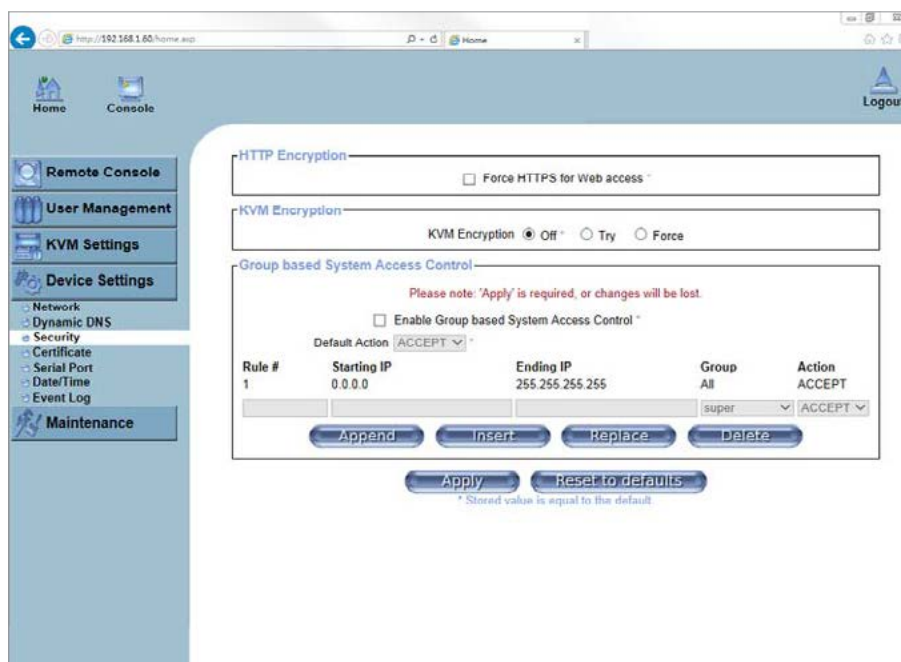 http://192.168.1.60/home.asp
Home
Home
Console
Logou
Remote Console
User Management
KVM Settings
Device Settings
Network
Dynamic DNS
Security
Certificate
Serial Port
Date/Time
Event Log
Maintenance
HTTP Encryption
Force HTTPS for Web access *
KVM Encryption
KVM Encryption Off * Try Force
Group based System Access Control
Please note: 'Apply' is required, or changes will be lost.
Enable Group based System Access Control *
Default Action ACCEPT *
Rule # Starting IP Ending IP Group Action
1 0.0.0.0 255.255.255.255 All ACCEPT
super ACCEPT
Append Insert Replace Delete
Apply Reset to defaults
* Stored value is equal to the default.